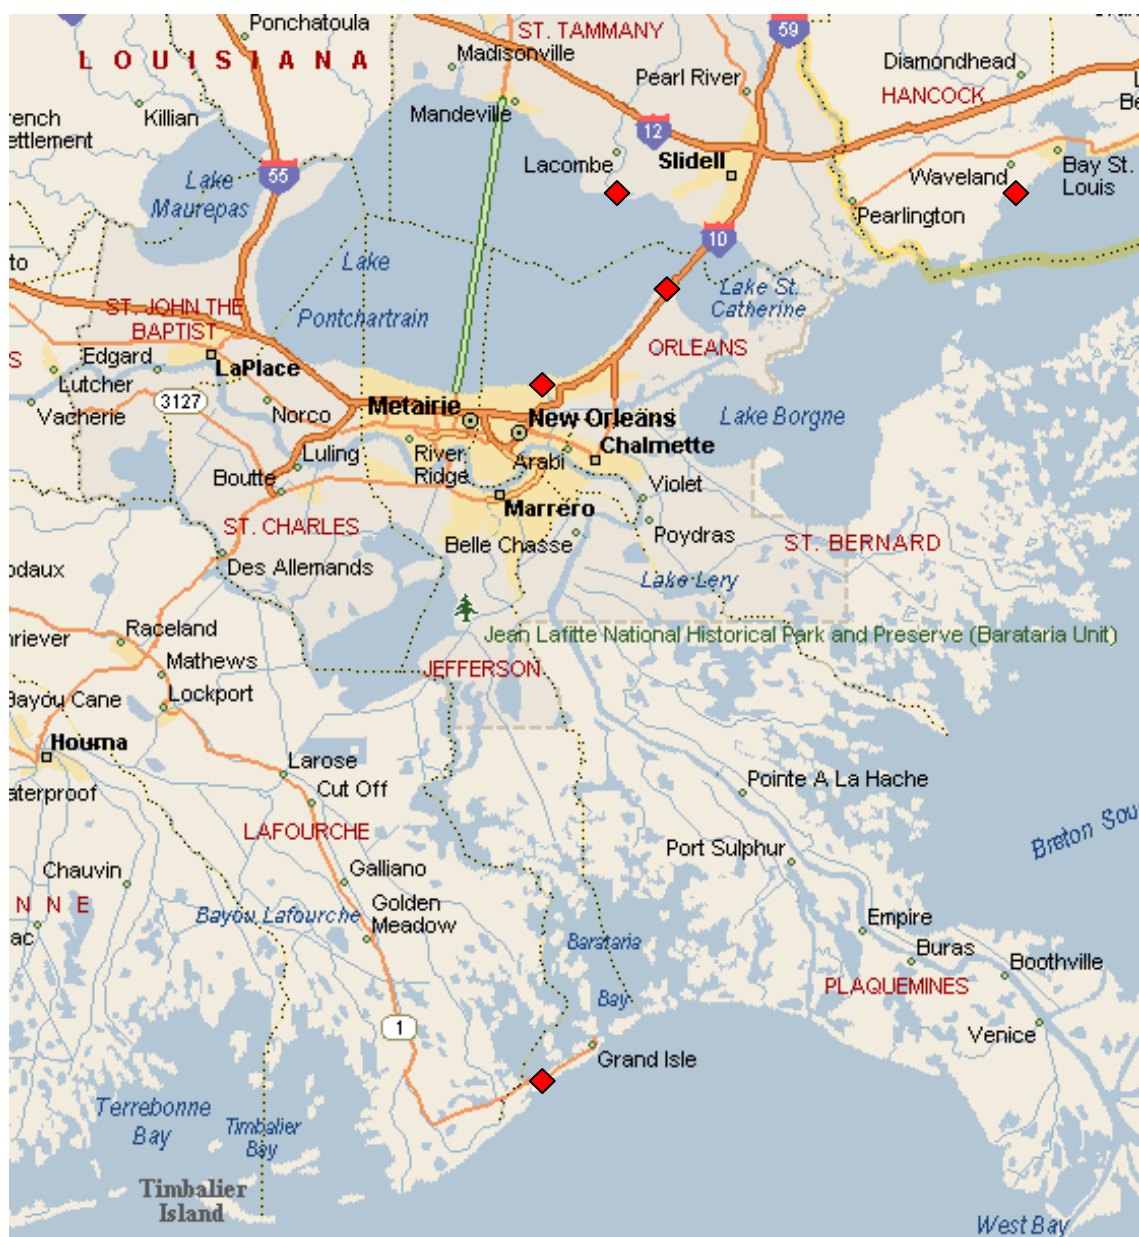 Ponchatoula
ST. TAMMANY
59
LOUISIANA
Madisonville
Pearl River
Diamondhead
HANCOCK
Killian
Mandeville
12
Lacombe
Slidell
Bay St.
Louis
Waveland
55
Lake
Maurepas
Pearlington
10
Lake
Lake St.
Catherine
ST. JOHN THE
BAPTIST
Pontchartrain
ORLEANS
Edgard
LaPlace
Lutcher
3127
Vacherie
Norco
Metairie
New Orleans
Lake Borgne
Chalmette
Luling
River
Ridge
Arabi
Boutte
Violet
Marrero
ST. CHARLES
Belle Chasse
Poydras
ST. BERNARD
Des Allemands
Lake Lery
Raceland
Jean Lafitte National Historical Park and Preserve (Barataria Unit)
Mathews
JEFFERSON
Lockport
Bayou Cane
Houma
Larose
Cut Off
Pointe A La Hache
LAFOURCHE
Breton Sou
Port Sulphur
Chauvin
Galliano
Golden
Meadow
NNE
Bayou Lafourche
Empire
Barataria
Bay
Buras
Boothville
PLAQUEMINES
1
Venice
Grand Isle
Terrebonne
Bay
Timbalier
Bay
Timbalier
Island
West Bay